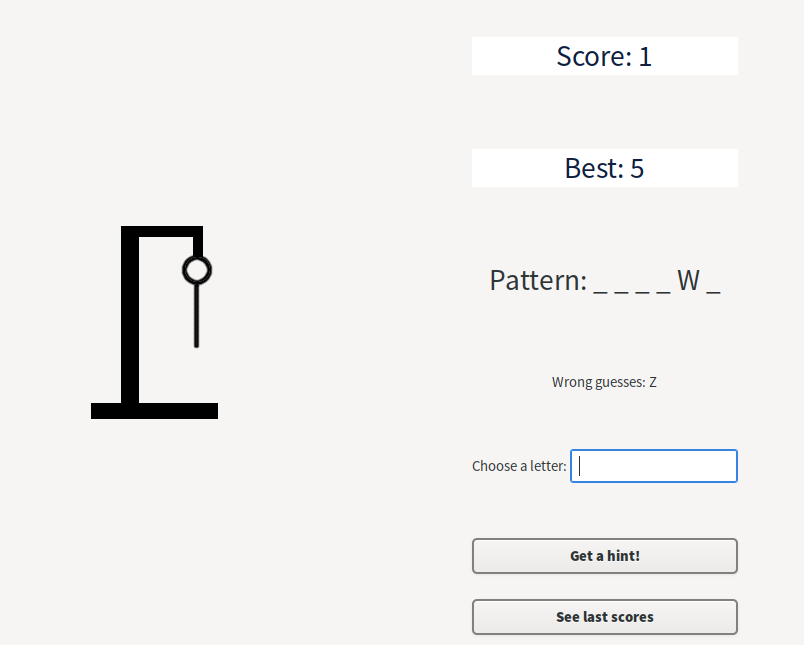 Score: 1
Best: 5
Pattern: _ _ _ _ W _
Wrong guesses: Z
Choose a letter:
Get a hint!
See last scores